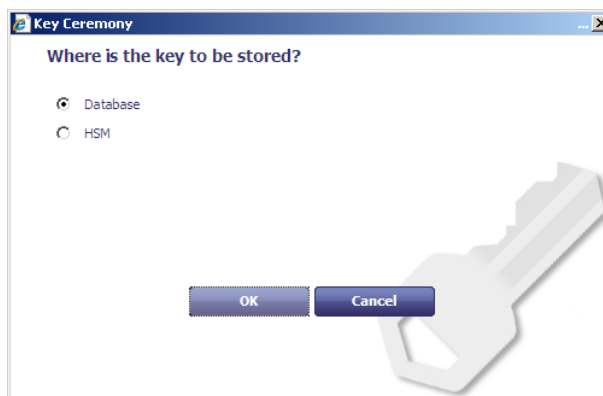 Key Ceremony
Where is the key to be stored?
Database
HSM
OK
Cancel